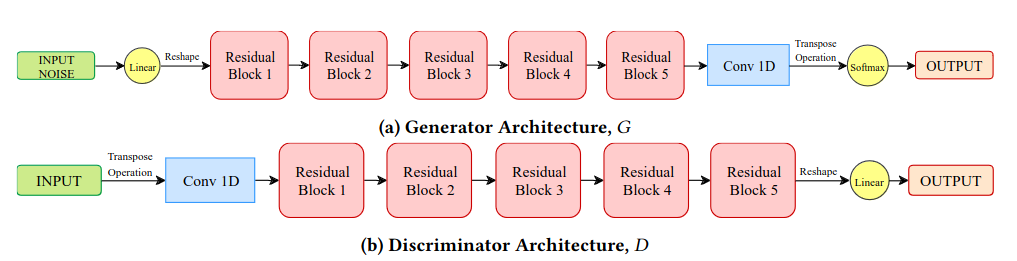 INPUT
NOISE
Linear
Reshape
Residual
Block 1
Residual
Block 2
Residual
Block 3
Residual
Block 4
Residual
Block 5
Conv 1D
Transpose
Operation
Softmax
OUTPUT
(a) Generator Architecture, G
INPUT
Transpose
Operation
Conv 1D
Residual
Block 1
Residual
Block 2
Residual
Block 3
Residual
Block 4
Residual
Block 5
Reshape
Linear
OUTPUT
(b) Discriminator Architecture, D